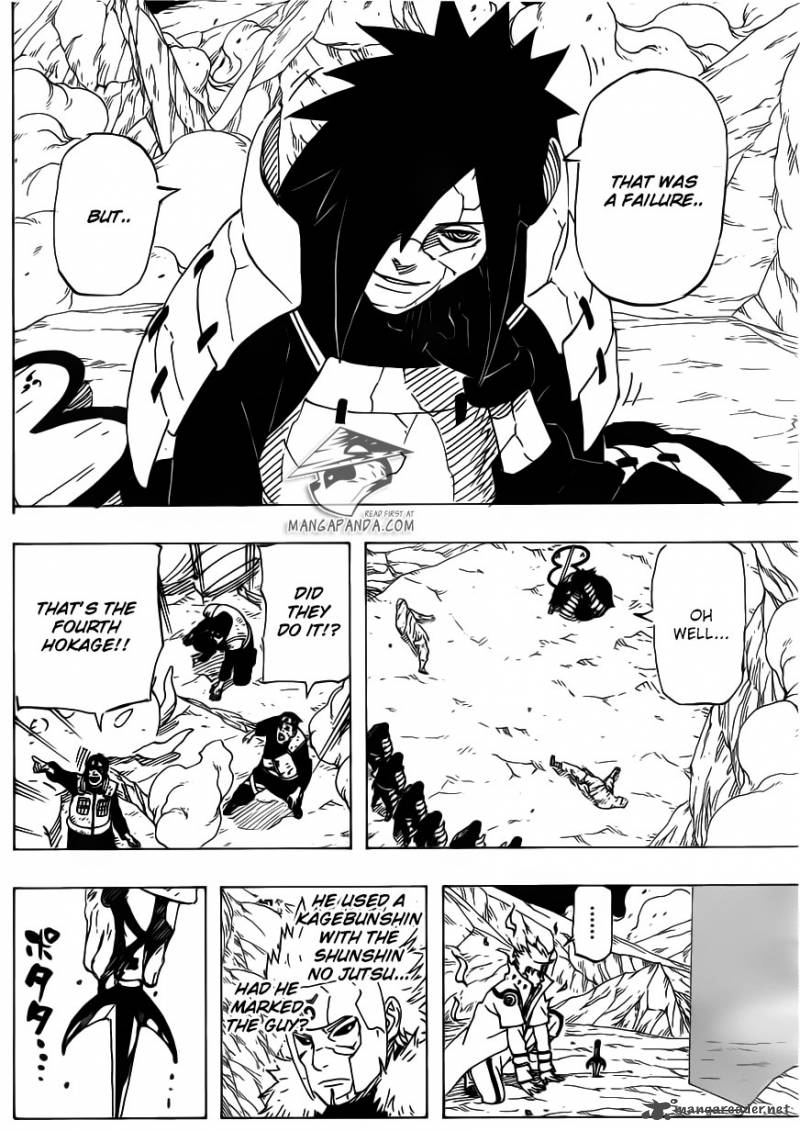 THAT WAS
A FAILURE..
BUT..
READ FIRST AT
MANGAPANDA.COM
OH
WELL...
DID
THEY
DO IT!?
THAT'S THE
FOURTH
HOKAGE!!
......
HE USED A
KAGEBUNSHIN
WITH THE
SHUNSHIN
NO JUTSU...
HAD HE
MARKED
THE GUY?
ポタタ...
mangareader.net